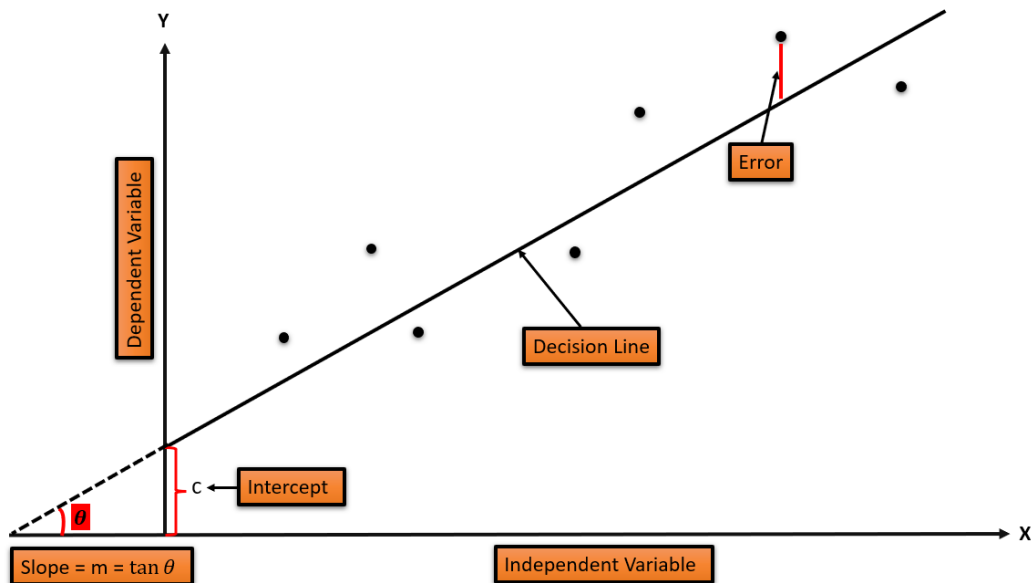 Y
Dependent Variable
Error
Decision Line
C
Intercept
θ
X
Slope = m = tan θ
Independent Variable